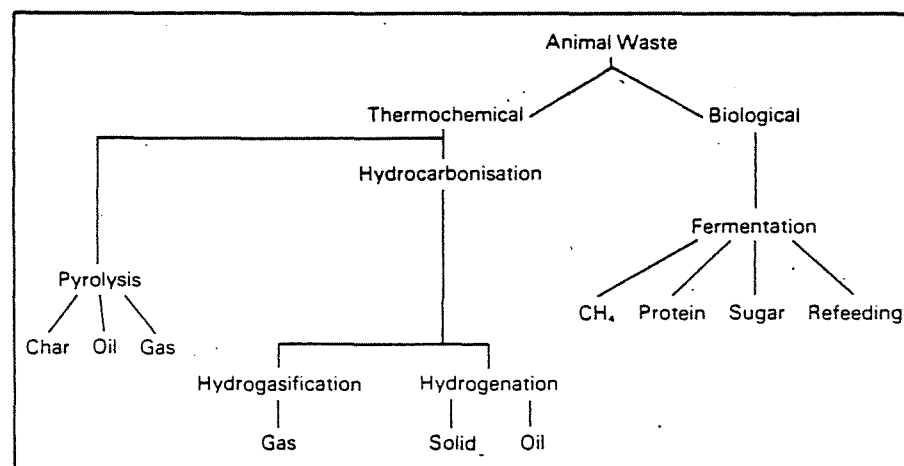 Animal Waste
Thermochemical Biological
Hydrocarbonisation
Fermentation
Pyrolysis
CH₄ Protein Sugar Refeeding
Char Oil Gas
Hydrogasification Hydrogenation
Gas Solid Oil